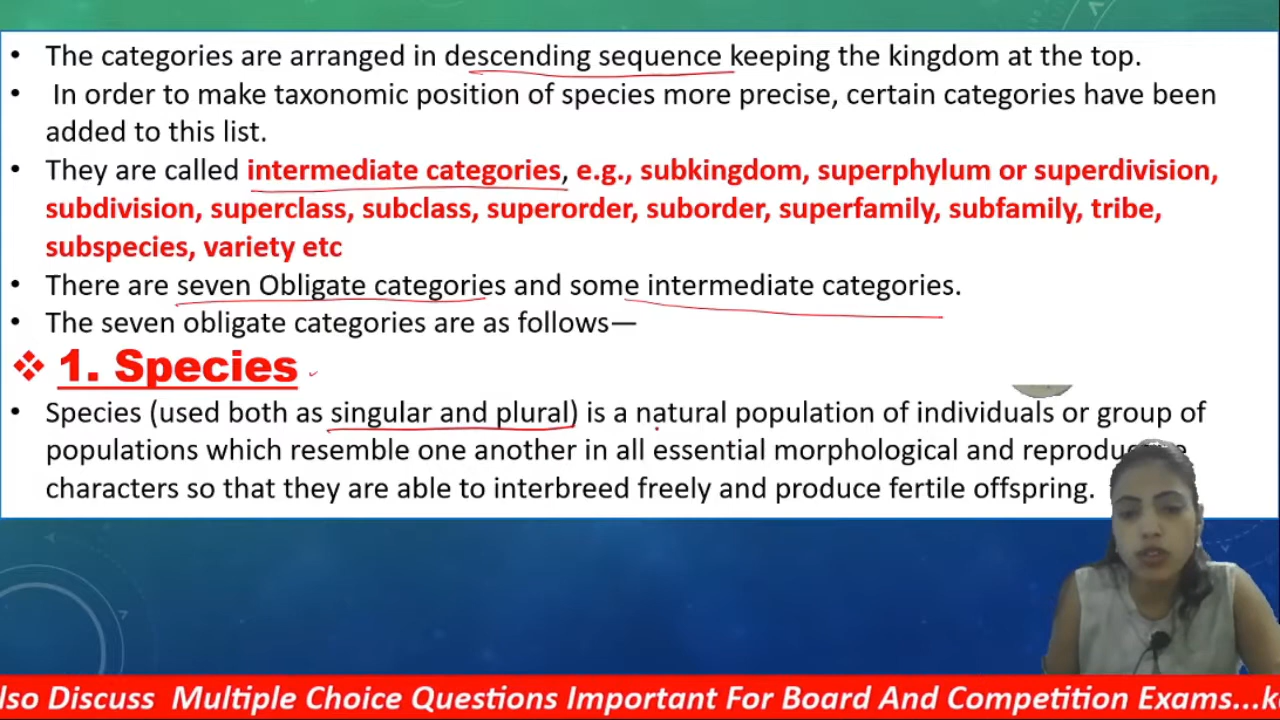 • The categories are arranged in descending sequence keeping the kingdom at the top.
• In order to make taxonomic position of species more precise, certain categories have been
added to this list.
• They are called intermediate categories, e.g., subkingdom, superphylum or superdivision,
subdivision, superclass, subclass, superorder, suborder, superfamily, subfamily, tribe,
subspecies, variety etc
• There are seven Obligate categories and some intermediate categories.
• The seven obligate categories are as follows—
❖ 1. Species
• Species (used both as singular and plural) is a natural population of individuals or group of
populations which resemble one another in all essential morphological and
characters so that they are able to interbreed freely and produce fertile offspring.
Discuss Multiple Choice Questions Important For Board And Competition Exams...